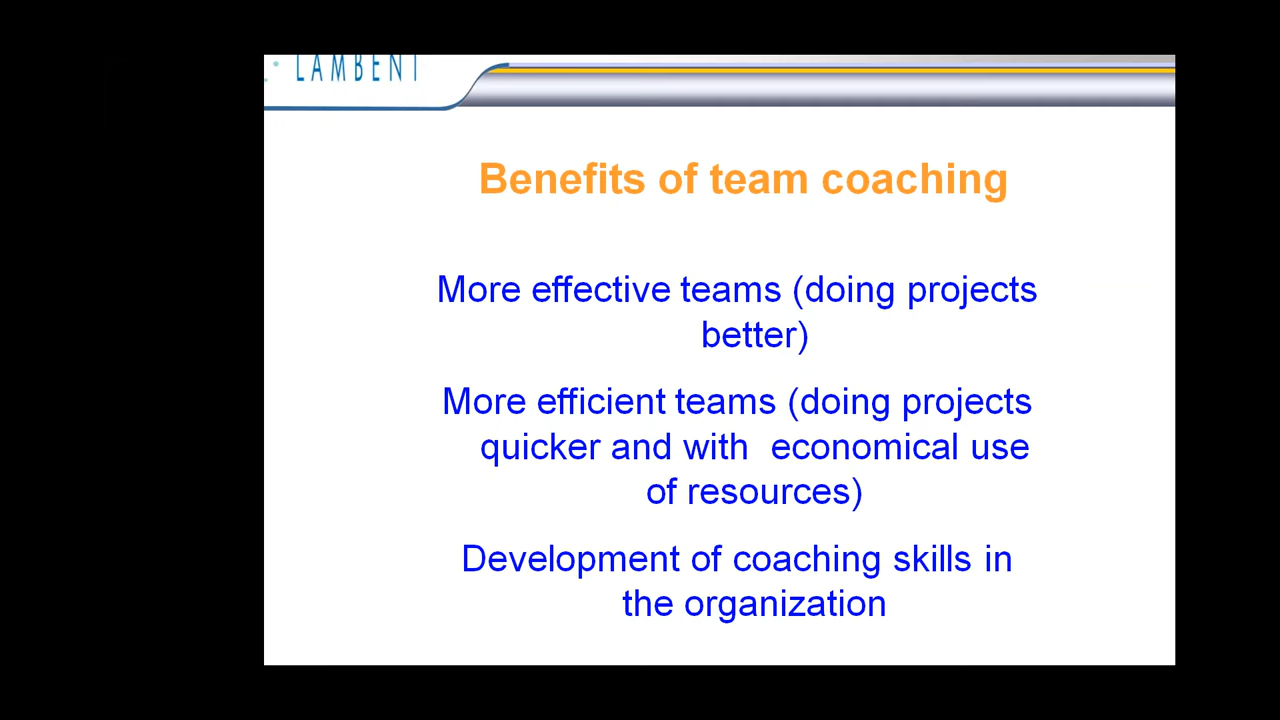 LAMBENT
Benefits of team coaching
More effective teams (doing projects
better)
More efficient teams (doing projects
quicker and with economical use
of resources)
Development of coaching skills in
the organization